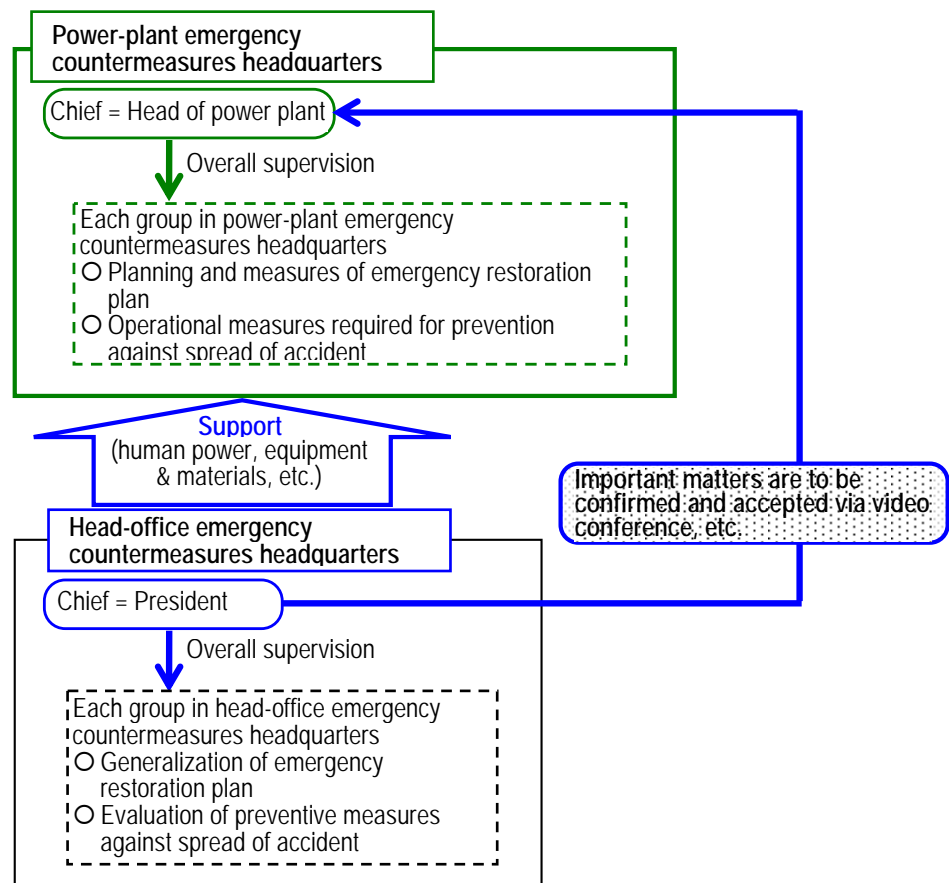 Power-plant emergency
countermeasures headquarters
Chief = Head of power plant
Overall supervision
Each group in power-plant emergency
countermeasures headquarters
○ Planning and measures of emergency restoration
plan
○ Operational measures required for prevention
against spread of accident
Support
(human power, equipment
& materials, etc.)
Important matters are to be
confirmed and accepted via video
conference, etc.
Head-office emergency
countermeasures headquarters
Chief = President
Overall supervision
Each group in head-office emergency
countermeasures headquarters
○ Generalization of emergency
restoration plan
○ Evaluation of preventive measures
against spread of accident